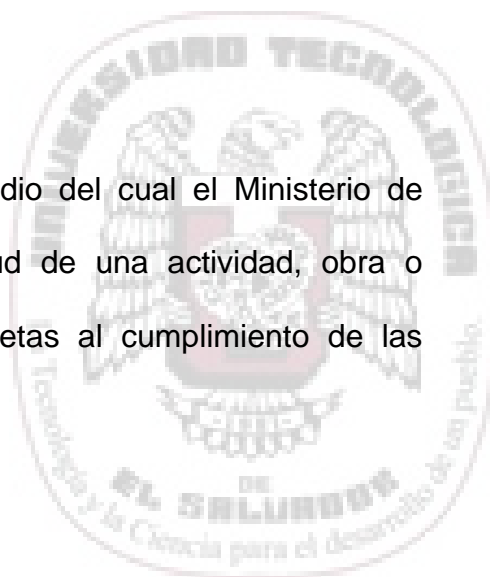 UNIVERSIDAD TECNOLOGICA
dio del cual el Ministerio de
ud de una actividad, obra o
etas al cumplimiento de las
DE
EL SALVADOR
Tecnología y la Ciencia para el desarrollo de un pueblo.